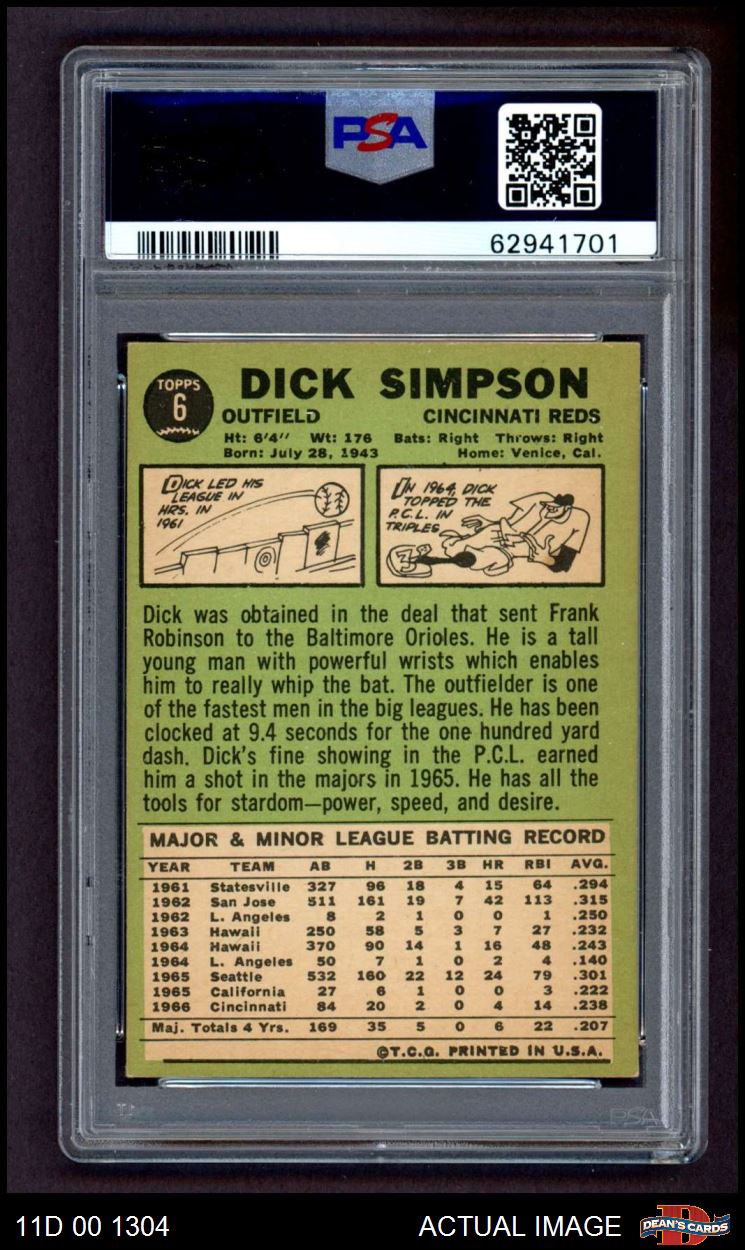 PSA
62941701
TOPPS
6
DICK SIMPSON
OUTFIELD CINCINNATI REDS
Ht: 6'4'' Wt: 176 Bats: Right Throws: Right
Born: July 28, 1943 Home: Venice, Cal.
DICK LED HIS
LEAGUE IN
HRS. IN
1961
IN 1964, DICK
TOPPED THE
P.C.L. IN
TRIPLES
Dick was obtained in the deal that sent Frank
Robinson to the Baltimore Orioles. He is a tall
young man with powerful wrists which enables
him to really whip the bat. The outfielder is one
of the fastest men in the big leagues. He has been
clocked at 9.4 seconds for the one hundred yard
dash. Dick's fine showing in the P.C.L. earned
him a shot in the majors in 1965. He has all the
tools for stardom—power, speed, and desire.
MAJOR & MINOR LEAGUE BATTING RECORD
YEAR TEAM AB H 2B 3B HR RBI AVG.
1961 Statesville 327 96 18 4 15 64 .294
1962 San Jose 511 161 19 7 42 113 .315
1962 L. Angeles 8 2 1 0 0 1 .250
1963 Hawaii 250 58 5 3 7 27 .232
1964 Hawaii 370 90 14 1 16 48 .243
1964 L. Angeles 50 7 1 0 2 4 .140
1965 Seattle 532 160 22 12 24 79 .301
1965 California 27 6 1 0 0 3 .222
1966 Cincinnati 84 20 2 0 4 14 .238
Maj. Totals 4 Yrs. 169 35 5 0 6 22 .207
©T.C.G. PRINTED IN U.S.A.
PSA
11D 00 1304 ACTUAL IMAGE DEAN'S CARDS